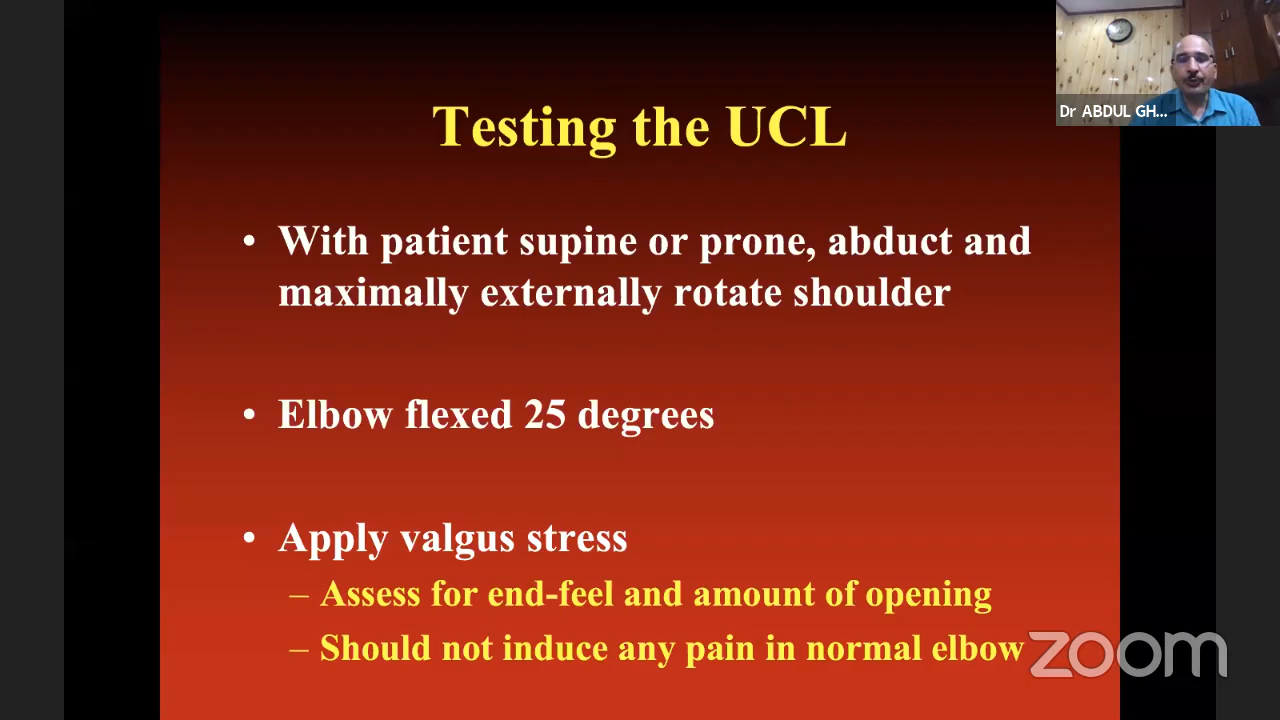 Testing the UCL
• With patient supine or prone, abduct and
maximally externally rotate shoulder
• Elbow flexed 25 degrees
• Apply valgus stress
– Assess for end-feel and amount of opening
– Should not induce any pain in normal elbow
Dr ABDUL GH...
zoom